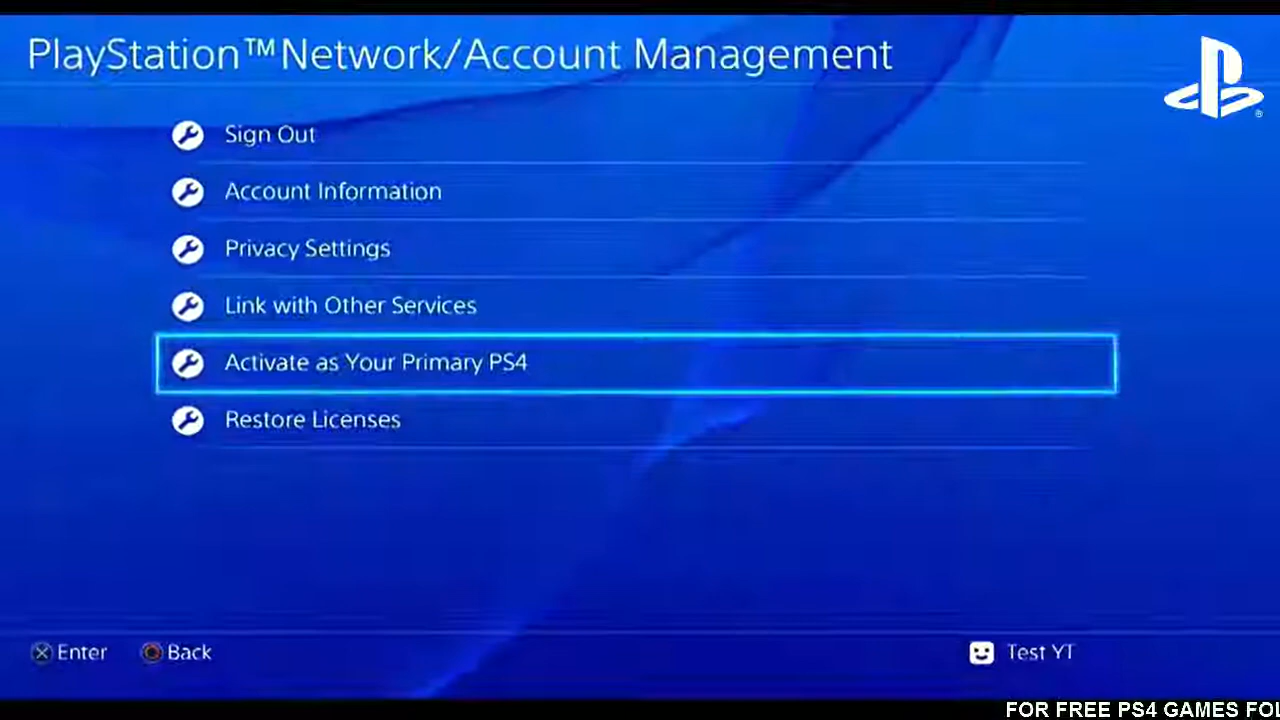 PlayStation™Network/Account Management
Sign Out
Account Information
Privacy Settings
Link with Other Services
Activate as Your Primary PS4
Restore Licenses
Enter Back Test YT
FOR FREE PS4 GAMES FOL